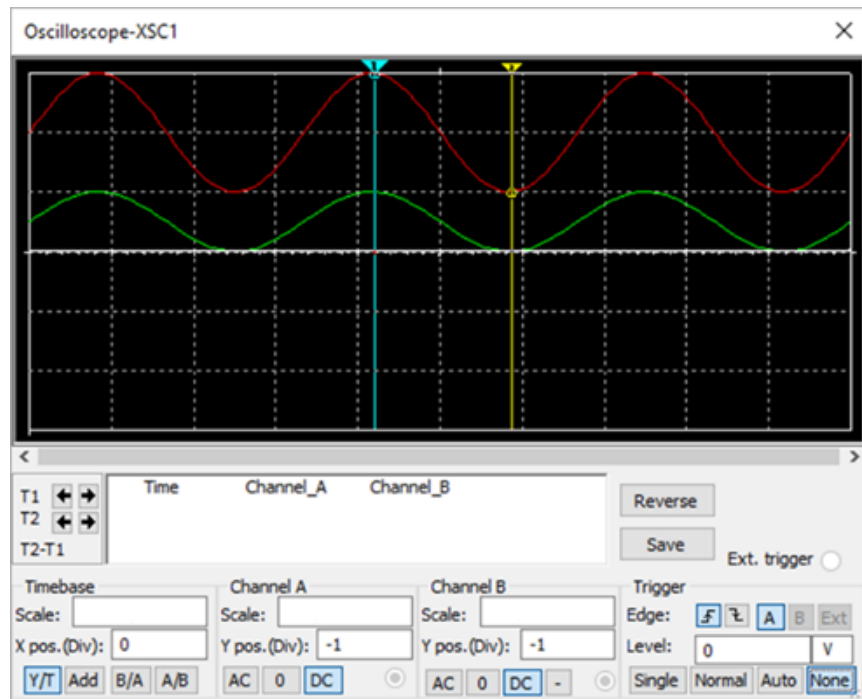 Oscilloscope-XSC1
1
Time Channel_A Channel_B
T1
T2
T2-T1
Reverse
Save
Ext. trigger
Timebase
Scale:
X pos.(Div): 0
Y/T Add B/A A/B
Channel A
Scale:
Y pos.(Div): -1
AC 0 DC
Channel B
Scale:
Y pos.(Div): -1
AC 0 DC -
Trigger
Edge: A B Ext
Level: 0 V
Single Normal Auto None